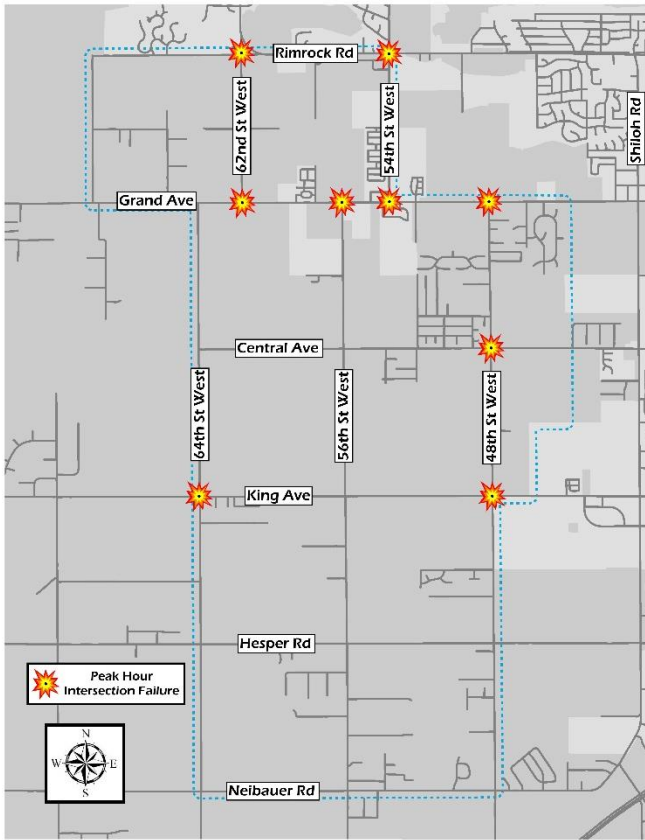 Rimrock Rd
62nd St West
54th St West
Shiloh Rd
Grand Ave
Central Ave
64th St West
56th St West
48th St West
King Ave
Hesper Rd
Peak Hour
Intersection Failure
N
W E
S
Neibauer Rd